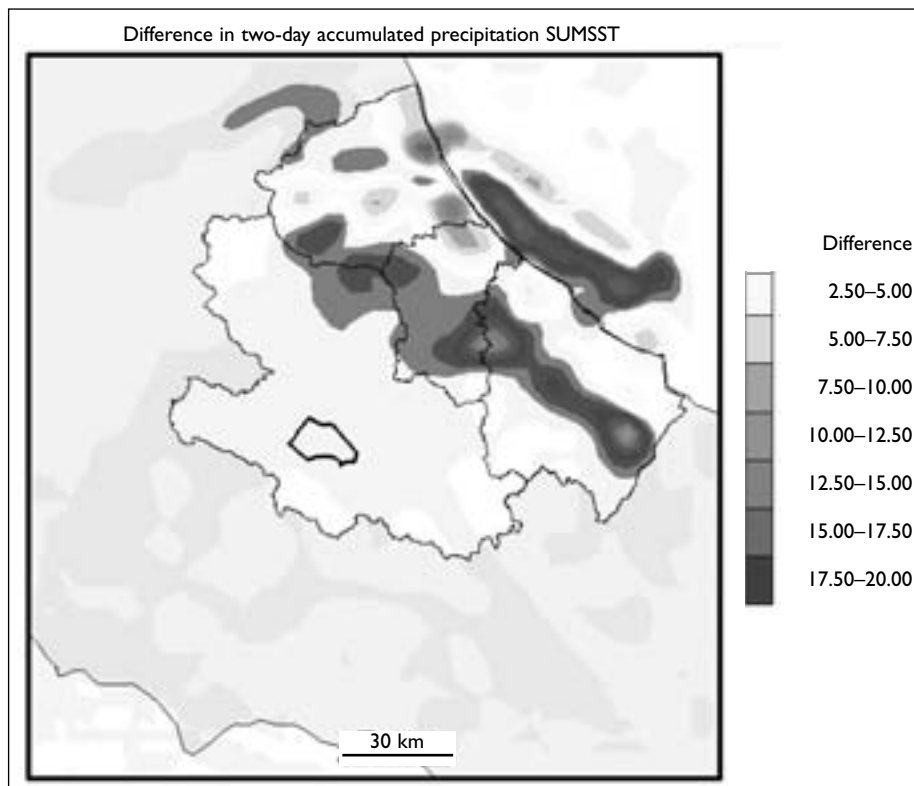 Difference in two-day accumulated precipitation SUMSST
Difference
2.50–5.00
5.00–7.50
7.50–10.00
10.00–12.50
12.50–15.00
15.00–17.50
17.50–20.00
30 km